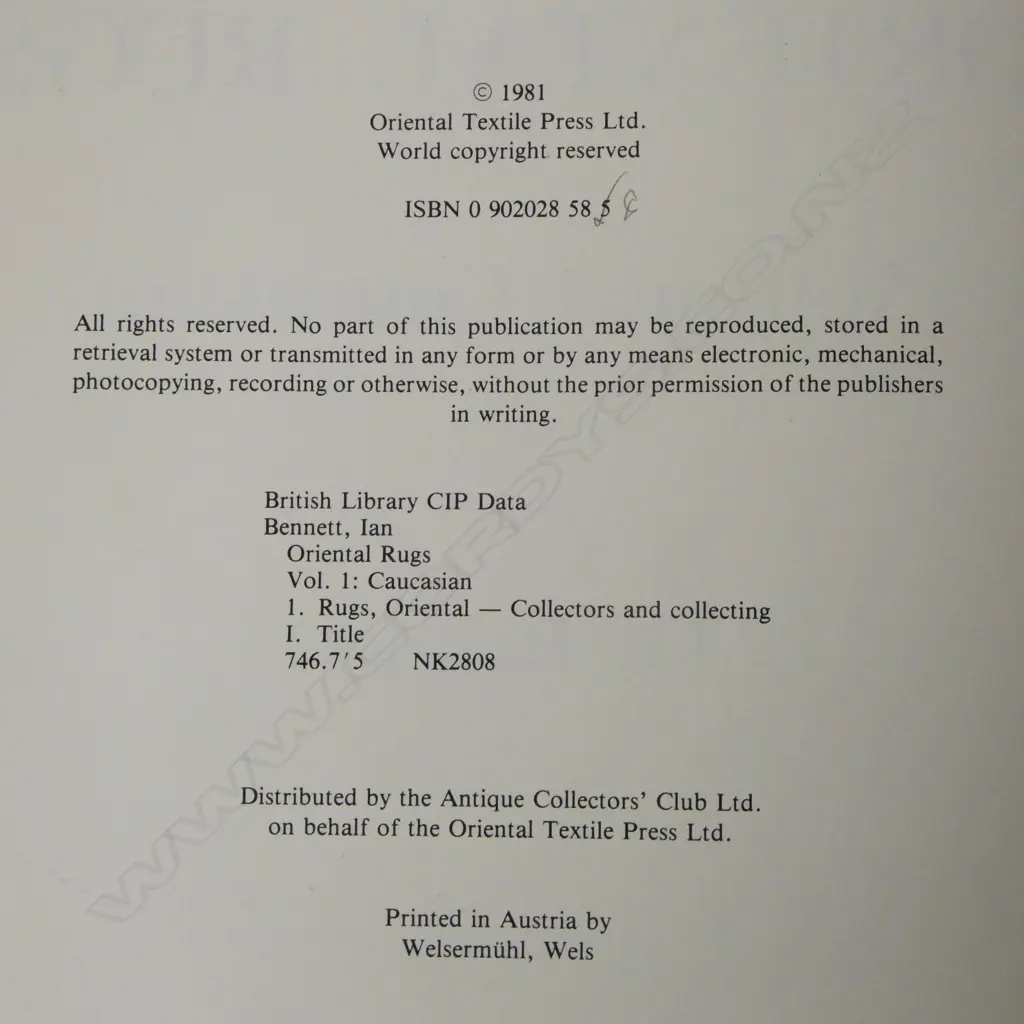 © 1981
Oriental Textile Press Ltd.
World copyright reserved
ISBN 0 902028 58 5 8
All rights reserved. No part of this publication may be reproduced, stored in a
retrieval system or transmitted in any form or by any means electronic, mechanical,
photocopying, recording or otherwise, without the prior permission of the publishers
in writing.
British Library CIP Data
Bennett, Ian
Oriental Rugs
Vol. 1: Caucasian
1. Rugs, Oriental — Collectors and collecting
I. Title
746.7'5 NK2808
Distributed by the Antique Collectors' Club Ltd.
on behalf of the Oriental Textile Press Ltd.
Printed in Austria by
Welsermühl, Wels